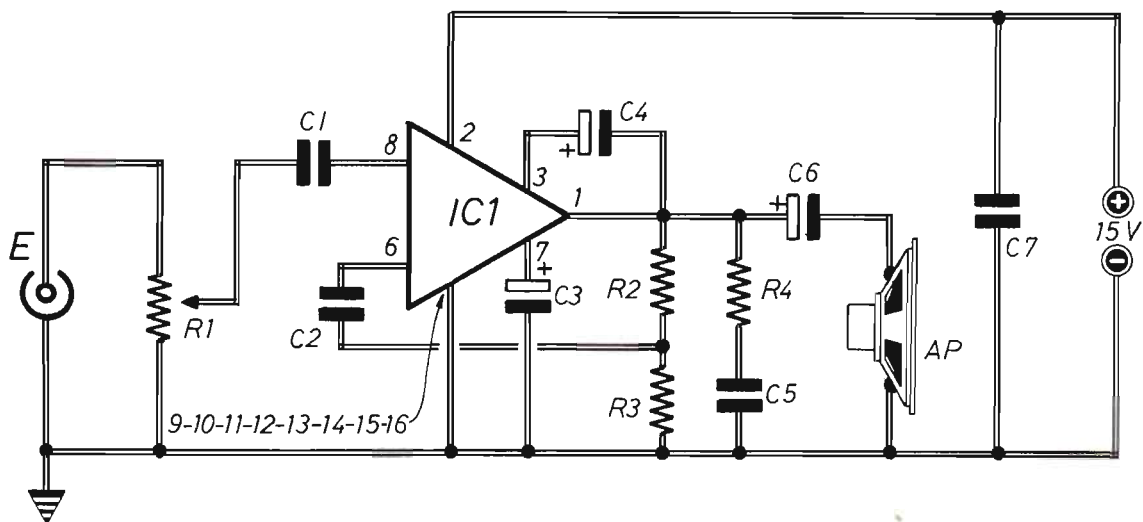 C4
C1
2
8
3
C6
+
1
+
IC1
E
6
7
+
15 V
R2
R4
C7
C3
R1
C2
AP
R3
C5
9-10-11-12-13-14-15-16